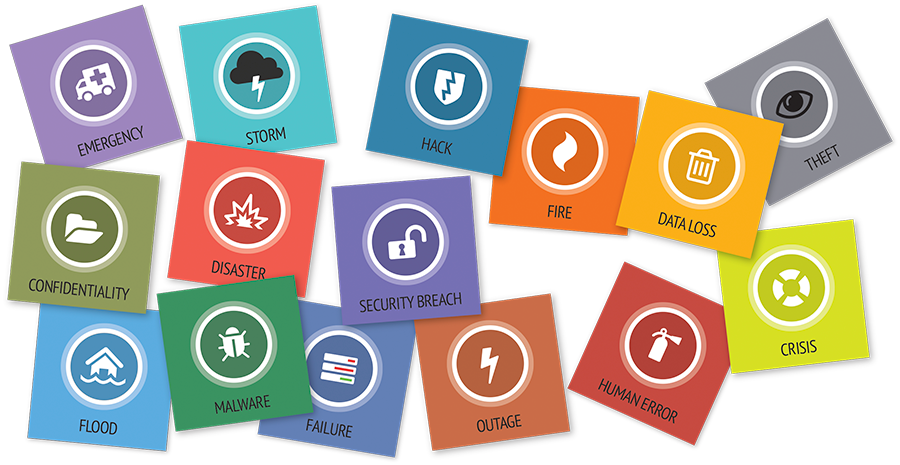 EMERGENCY
STORM
HACK
FIRE
DATA LOSS
THEFT
CONFIDENTIALITY
DISASTER
SECURITY BREACH
HUMAN ERROR
CRISIS
FLOOD
MALWARE
FAILURE
OUTAGE